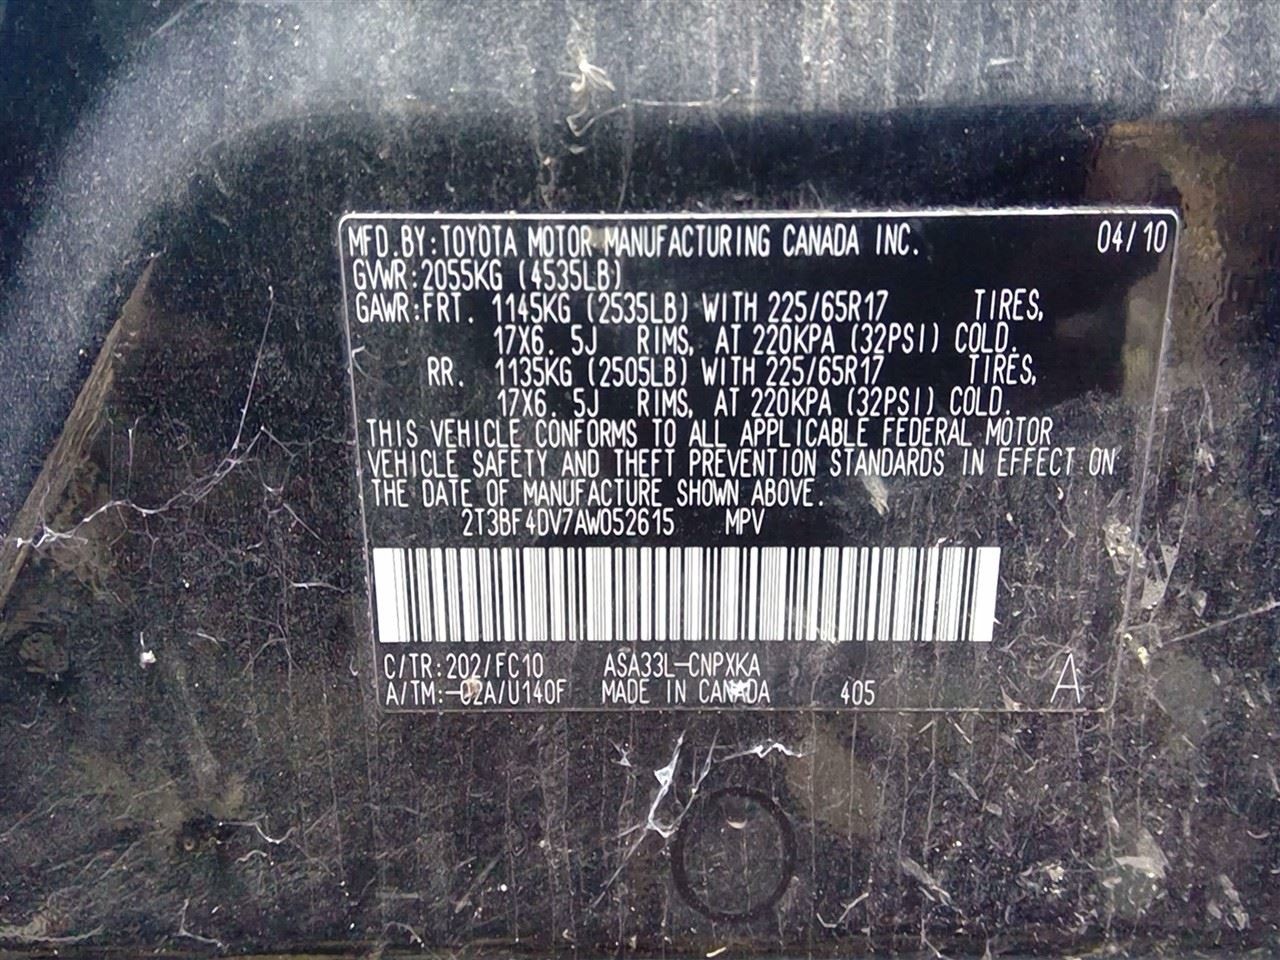 MFD.BY:TOYOTA MOTOR MANUFACTURING CANADA INC. 04/10
GVWR:2055KG (4535LB)
GAWR:FRT. 1145KG (2535LB) WITH 225/65R17 TIRES,
17X6. 5J RIMS, AT 220KPA (32PSI) COLD.
RR. 1135KG (2505LB) WITH 225/65R17 TIRES,
17X6. 5J RIMS, AT 220KPA (32PSI) COLD.
THIS VEHICLE CONFORMS TO ALL APPLICABLE FEDERAL MOTOR
VEHICLE SAFETY AND THEFT PREVENTION STANDARDS IN EFFECT ON
THE DATE OF MANUFACTURE SHOWN ABOVE.
2T3BF4DV7AW052615 MPV
C/TR:202/FC10 ASA33L-CNPXKA A
A/TM:-02A/U140F MADE IN CANADA 405